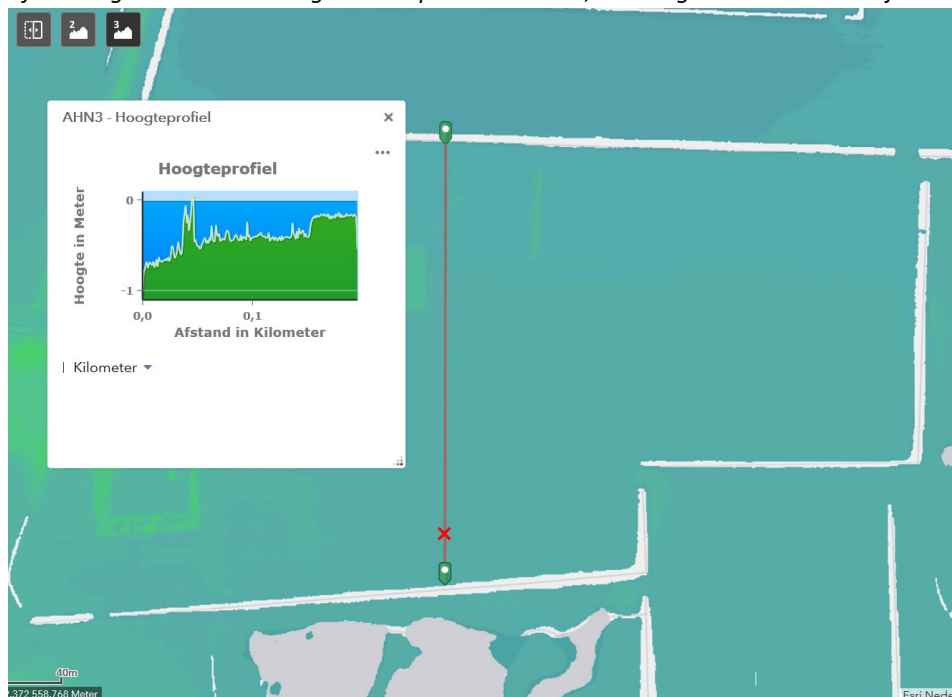 2
3
AHN3 - Hoogteprofiel
Hoogteprofiel
Hoogte in Meter
0
-1
0,0
0,1
Afstand in Kilometer
Kilometer
40m
372 558,768 Meter
Esri Ned